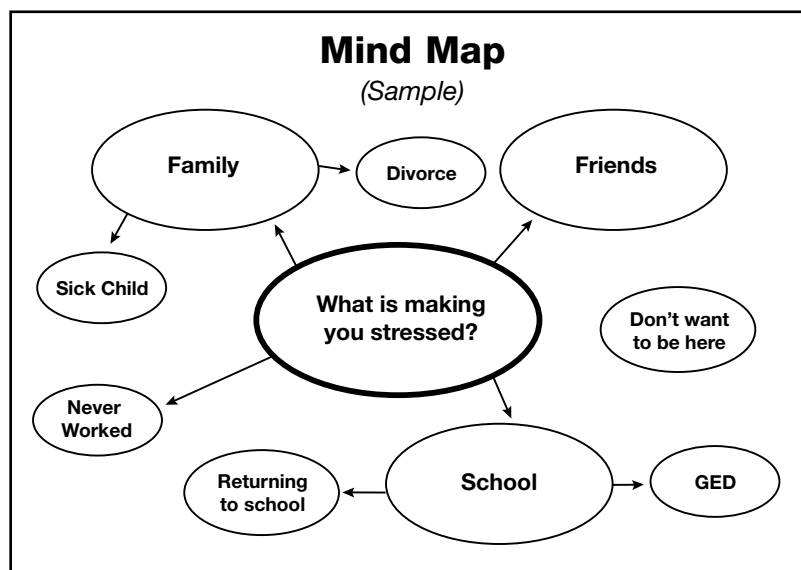 Mind Map
(Sample)
Family
Divorce
Friends
Sick Child
What is making
you stressed?
Don't want
to be here
Never
Worked
Returning
to school
School
GED